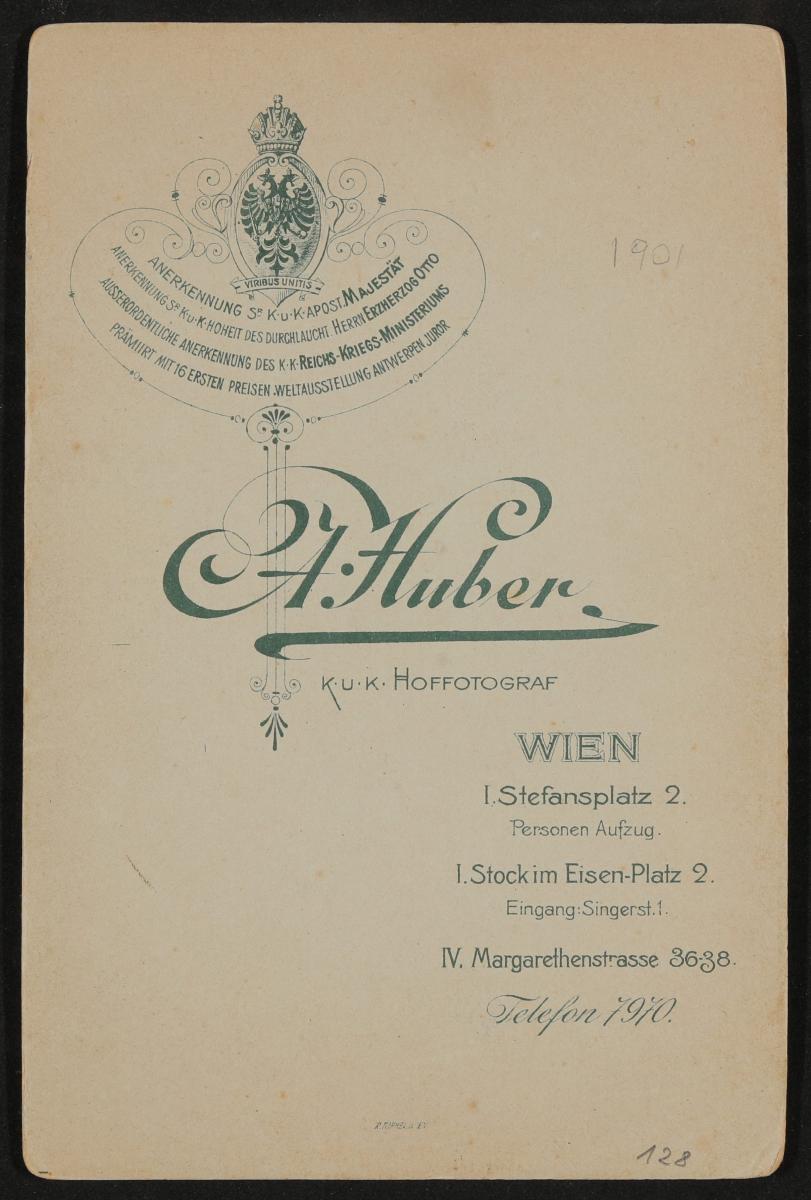 1901
VIRIBUS UNITIS
ANERKENNUNG SR. K.U.K. APOST. MAJESTÄT
ANERKENNUNG SR. K.U.K. HOHEIT DES DURCHLAUCHT. HERRN ERZHERZOG OTTO
AUSSERORDENTLICHE ANERKENNUNG DES K.K. REICHS-KRIEGS-MINISTERIUMS
PRÄMIIRT MIT 16 ERSTEN PREISEN. WELTAUSSTELLUNG ANTWERPEN JUROR
A. Huber.
K.U.K. HOFFOTOGRAF
WIEN
I. Stefansplatz 2.
Personen Aufzug.
I. Stock im Eisen-Platz 2.
Eingang: Singerst. 1.
IV. Margarethenstrasse 36-38.
Telefon 7970.
128